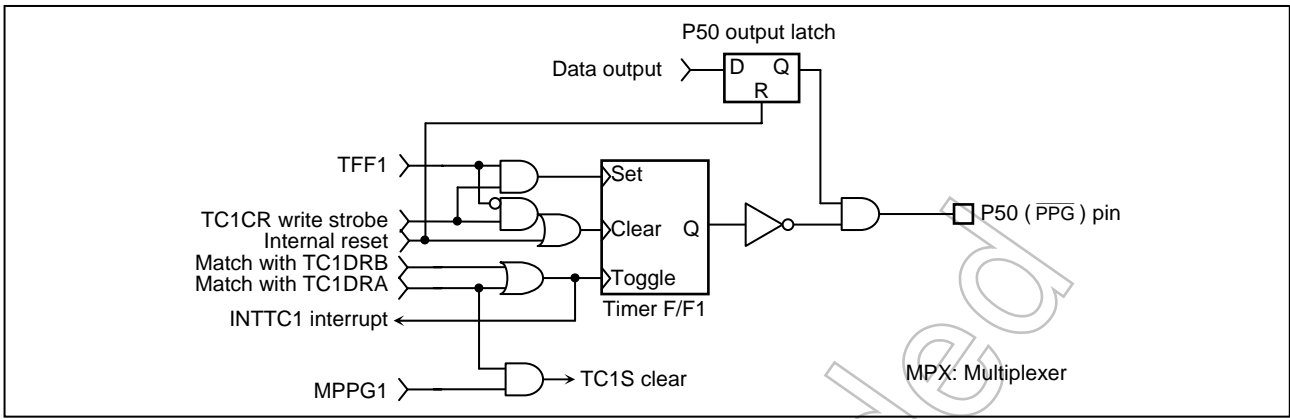 P50 output latch
Data output
D Q
R
TFF1
Set
TC1CR write strobe
Internal reset
Clear Q
P50 ( PPG ) pin
Match with TC1DRB
Match with TC1DRA
Toggle
Timer F/F1
INTTC1 interrupt
TC1S clear
MPPG1
MPX: Multiplexer
ded